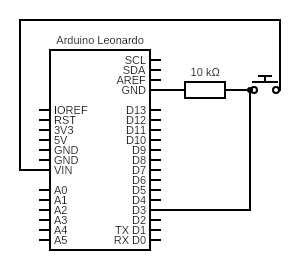 Arduino Leonardo
SCL
SDA
AREF
GND
10 kΩ
IOREF
RST
3V3
5V
GND
GND
VIN
A0
A1
A2
A3
A4
A5
D13
D12
D11
D10
D9
D8
D7
D6
D5
D4
D3
D2
TX D1
RX D0